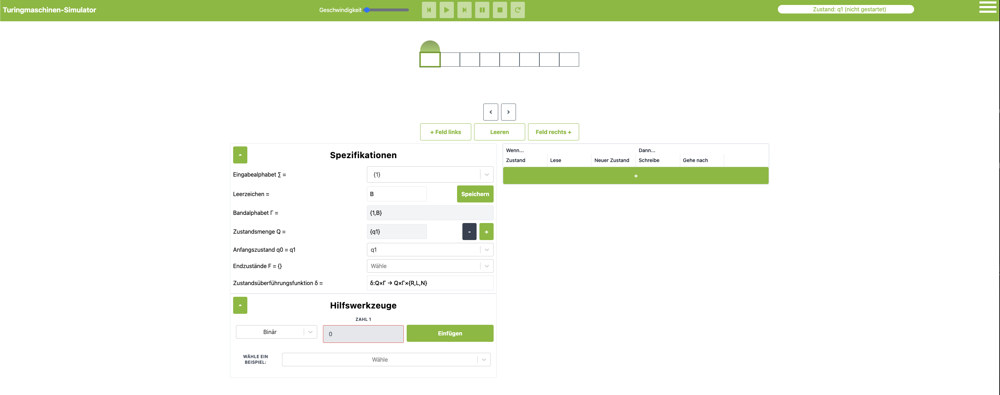 Turingmaschinen-Simulator
Geschwindigkeit
Zustand: q1 (nicht gestartet)
+ Feld links
Leeren
Feld rechts +
Spezifikationen
Eingabealphabet ∑ =
{1}
Leerzeichen =
B
Speichern
Bandalphabet Γ =
{1,B}
Zustandsmenge Q =
{q1}
-
+
Anfangszustand q0 = q1
q1
Endzustände F = {}
Wähle
Zustandsüberführungsfunktion δ =
δ:Q×Γ → Q×Γ×{R,L,N}
Hilfswerkzeuge
ZAHL 1
Binär
0
Einfügen
WÄHLE EIN
BEISPIEL:
Wähle
Wenn...
Dann...
Zustand
Lese
Neuer Zustand
Schreibe
Gehe nach
+